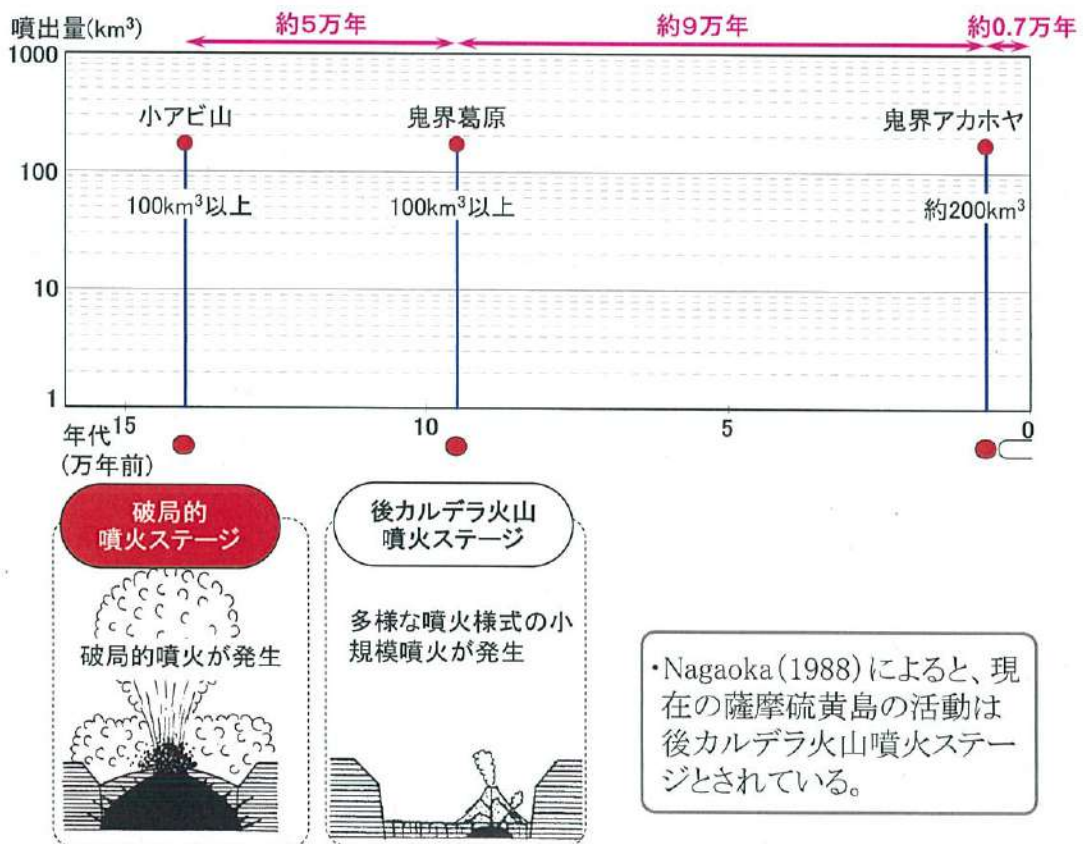 約5万年
約9万年
約0.7万年
噴出量(km³)
1000
小アビ山
鬼界葛原
鬼界アカホヤ
100
100km³以上
100km³以上
約200km³
10
1
15
10
5
0
年代
(万年前)
破局的
噴火ステージ
破局的噴火が発生
後カルデラ火山
噴火ステージ
多様な噴火様式の小
規模噴火が発生
・Nagaoka(1988)によると、現
在の薩摩硫黄島の活動は
後カルデラ火山噴火ステー
ジとされている。